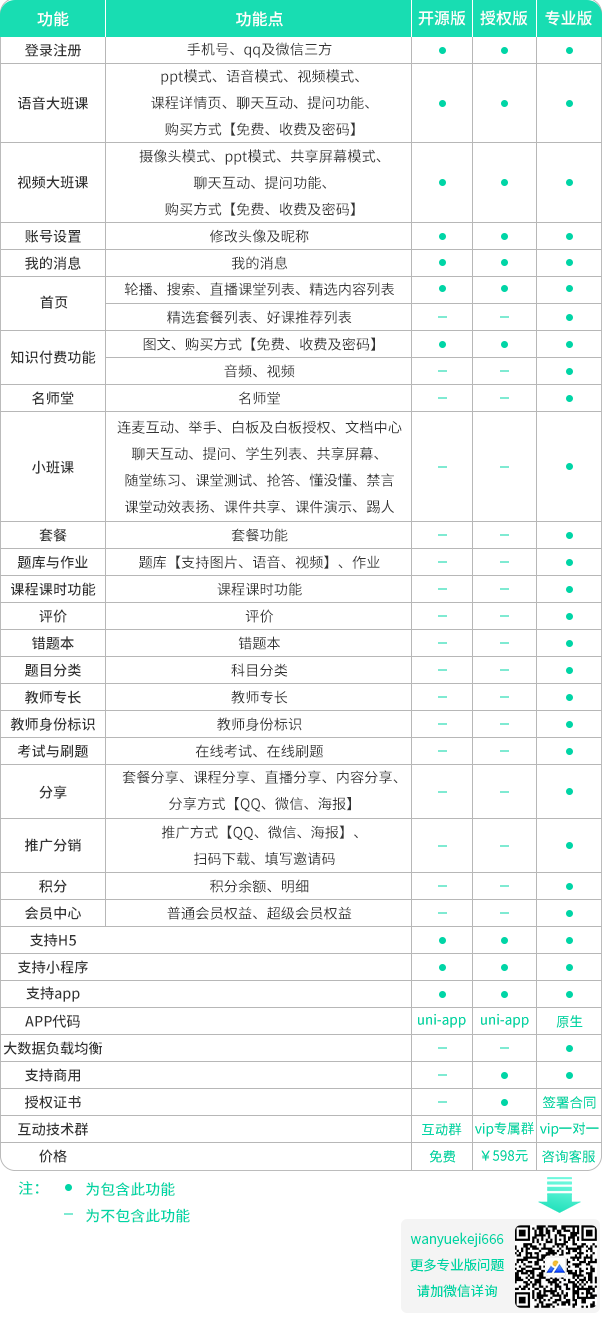 功能 功能点 开源版 授权版 专业版
登录注册 手机号、qq及微信三方 ● ● ●
语音大班课 ppt模式、语音模式、视频模式、
课程详情页、聊天互动、提问功能、 ● ● ●
购买方式【免费、收费及密码】
视频大班课 摄像头模式、ppt模式、共享屏幕模式、
聊天互动、提问功能、 ● ● ●
购买方式【免费、收费及密码】
账号设置 修改头像及昵称 ● ● ●
我的消息 我的消息 ● ● ●
首页 轮播、搜索、直播课堂列表、精选内容列表 ● ● ●
精选套餐列表、好课推荐列表 — — ●
知识付费功能 图文、购买方式【免费、收费及密码】 ● ● ●
音频、视频 — — ●
名师堂 名师堂 — — ●
小班课 连麦互动、举手、白板及白板授权、文档中心
聊天互动、提问、学生列表、共享屏幕、
随堂练习、课堂测试、抢答、懂没懂、禁言 — — ●
课堂动效表扬、课件共享、课件演示、踢人
套餐 套餐功能 — — ●
题库与作业 题库【支持图片、语音、视频】、作业 — — ●
课程课时功能 课程课时功能 — — ●
评价 评价 — — ●
错题本 错题本 — — ●
题目分类 科目分类 — — ●
教师专长 教师专长 — — ●
教师身份标识 教师身份标识 — — ●
考试与刷题 在线考试、在线刷题 — — ●
分享 套餐分享、课程分享、直播分享、内容分享、 — — ●
分享方式【QQ、微信、海报】
推广分销 推广方式【QQ、微信、海报】、 — — ●
扫码下载、填写邀请码
积分 积分余额、明细 — — ●
会员中心 普通会员权益、超级会员权益 — — ●
支持H5 ● ● ●
支持小程序 ● ● ●
支持app ● ● ●
APP代码 uni-app uni-app 原生
大数据负载均衡 — — ●
支持商用 — ● ●
授权证书 — ● 签署合同
互动技术群 互动群 vip专属群 vip一对一
价格 免费 ￥598元 咨询客服
注： ● 为包含此功能
— 为不包含此功能
wanyuekeji666
更多专业版问题
请加微信详询